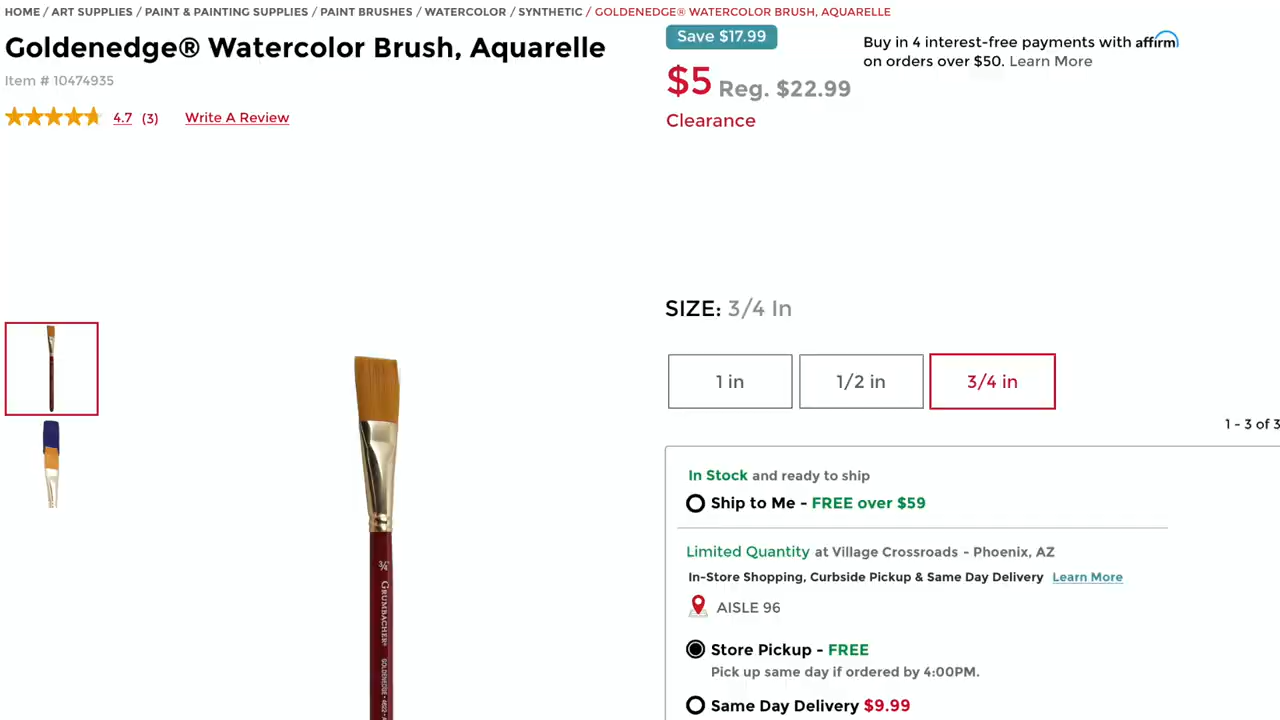 HOME / ART SUPPLIES / PAINT & PAINTING SUPPLIES / PAINT BRUSHES / WATERCOLOR / SYNTHETIC / GOLDENEDGE® WATERCOLOR BRUSH, AQUARELLE
Goldenedge® Watercolor Brush, Aquarelle
Item # 10474935
4.7 (3) Write A Review
Save $17.99
$5 Reg. $22.99
Clearance
Buy in 4 interest-free payments with affirm
on orders over $50. Learn More
SIZE: 3/4 In
1 in
1/2 in
3/4 in
1 - 3 of 3
In Stock and ready to ship
Ship to Me - FREE over $59
Limited Quantity at Village Crossroads - Phoenix, AZ
In-Store Shopping, Curbside Pickup & Same Day Delivery Learn More
AISLE 96
Store Pickup - FREE
Pick up same day if ordered by 4:00PM.
Same Day Delivery $9.99
3/4"
GRUMBACHER
GOLDENEDGE